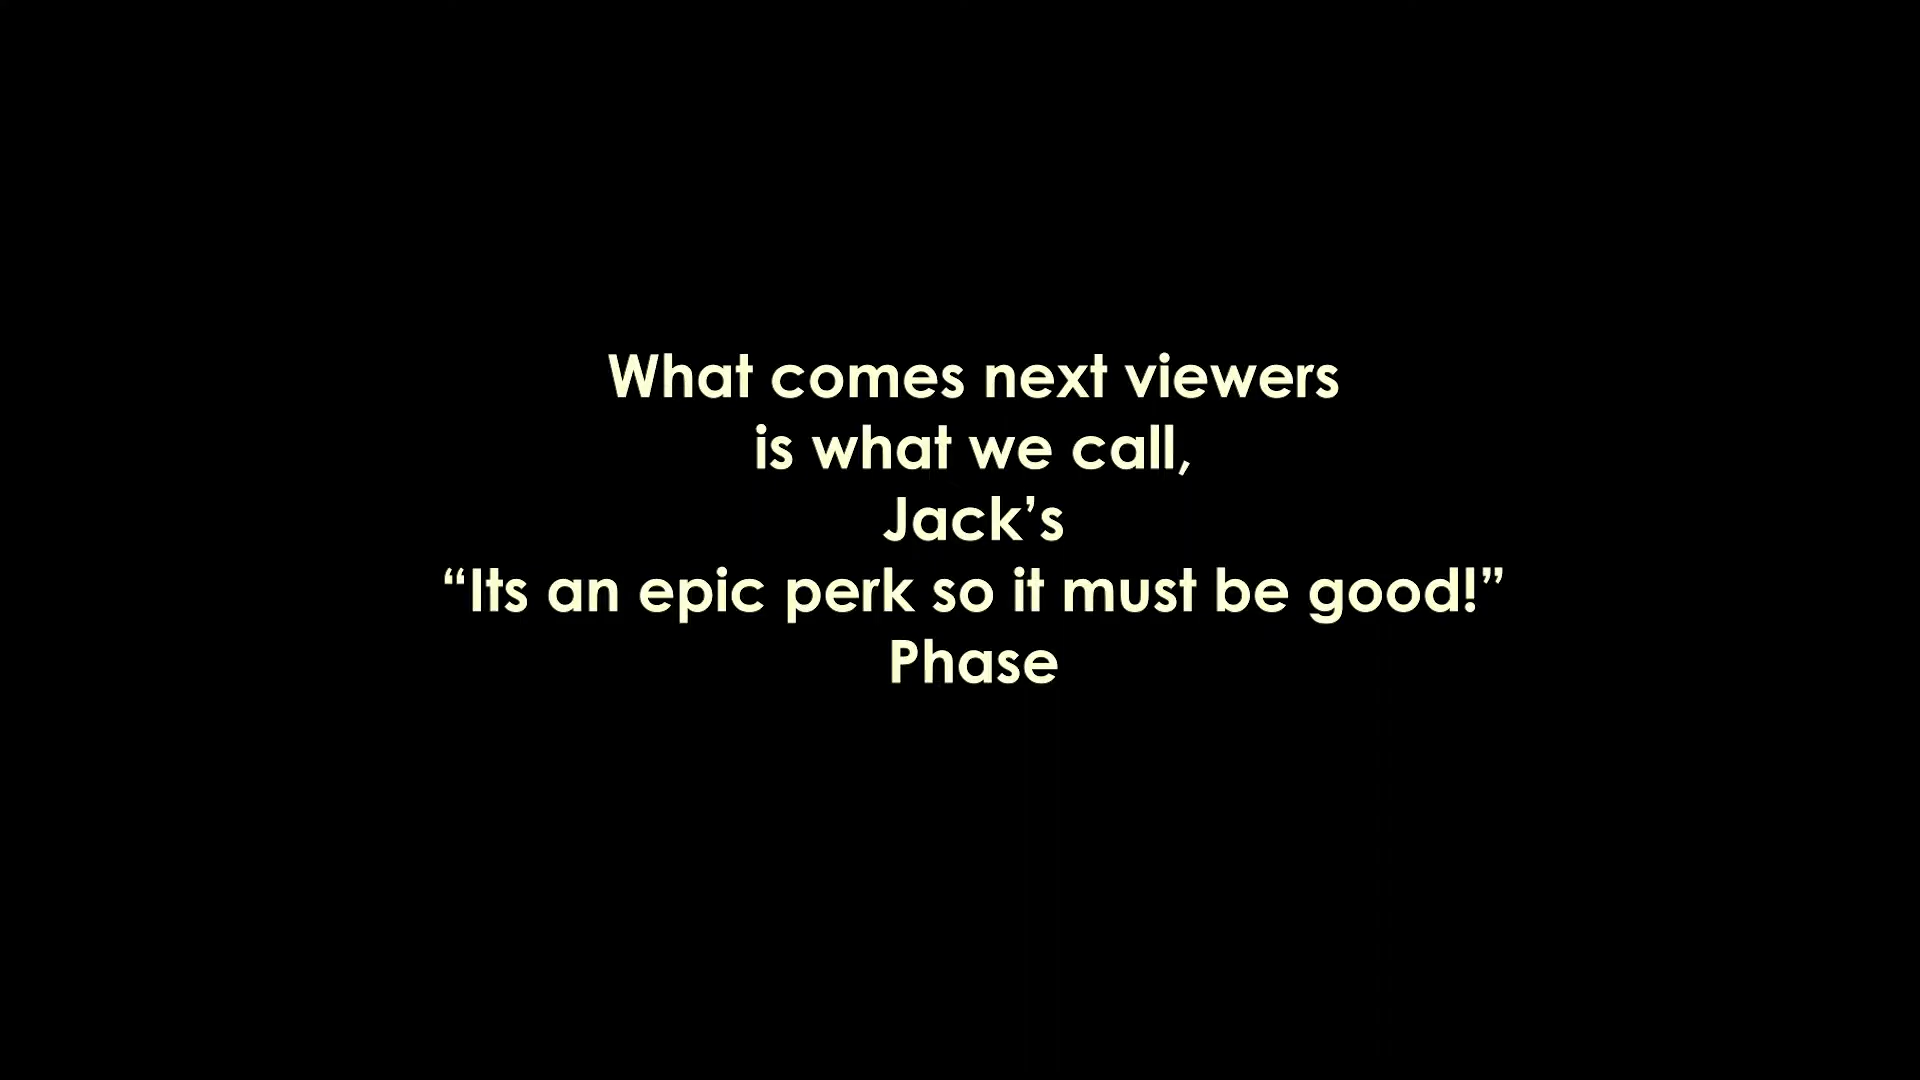 What comes next viewers
is what we call,
Jack’s
“Its an epic perk so it must be good!”
Phase